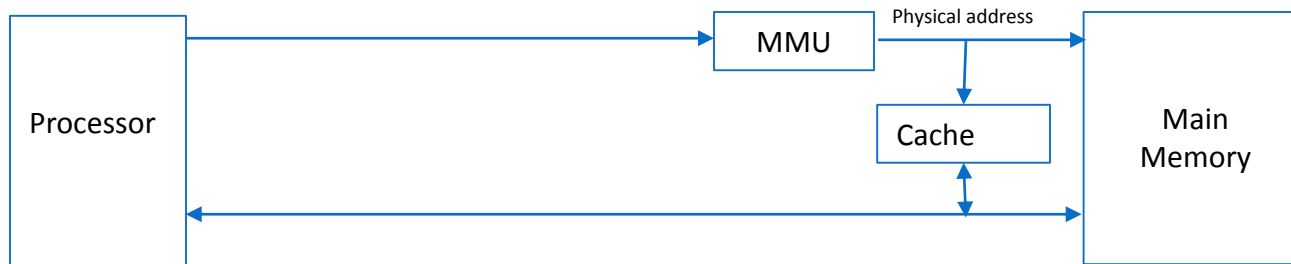 Physical address
MMU
Processor
Cache
Main
Memory